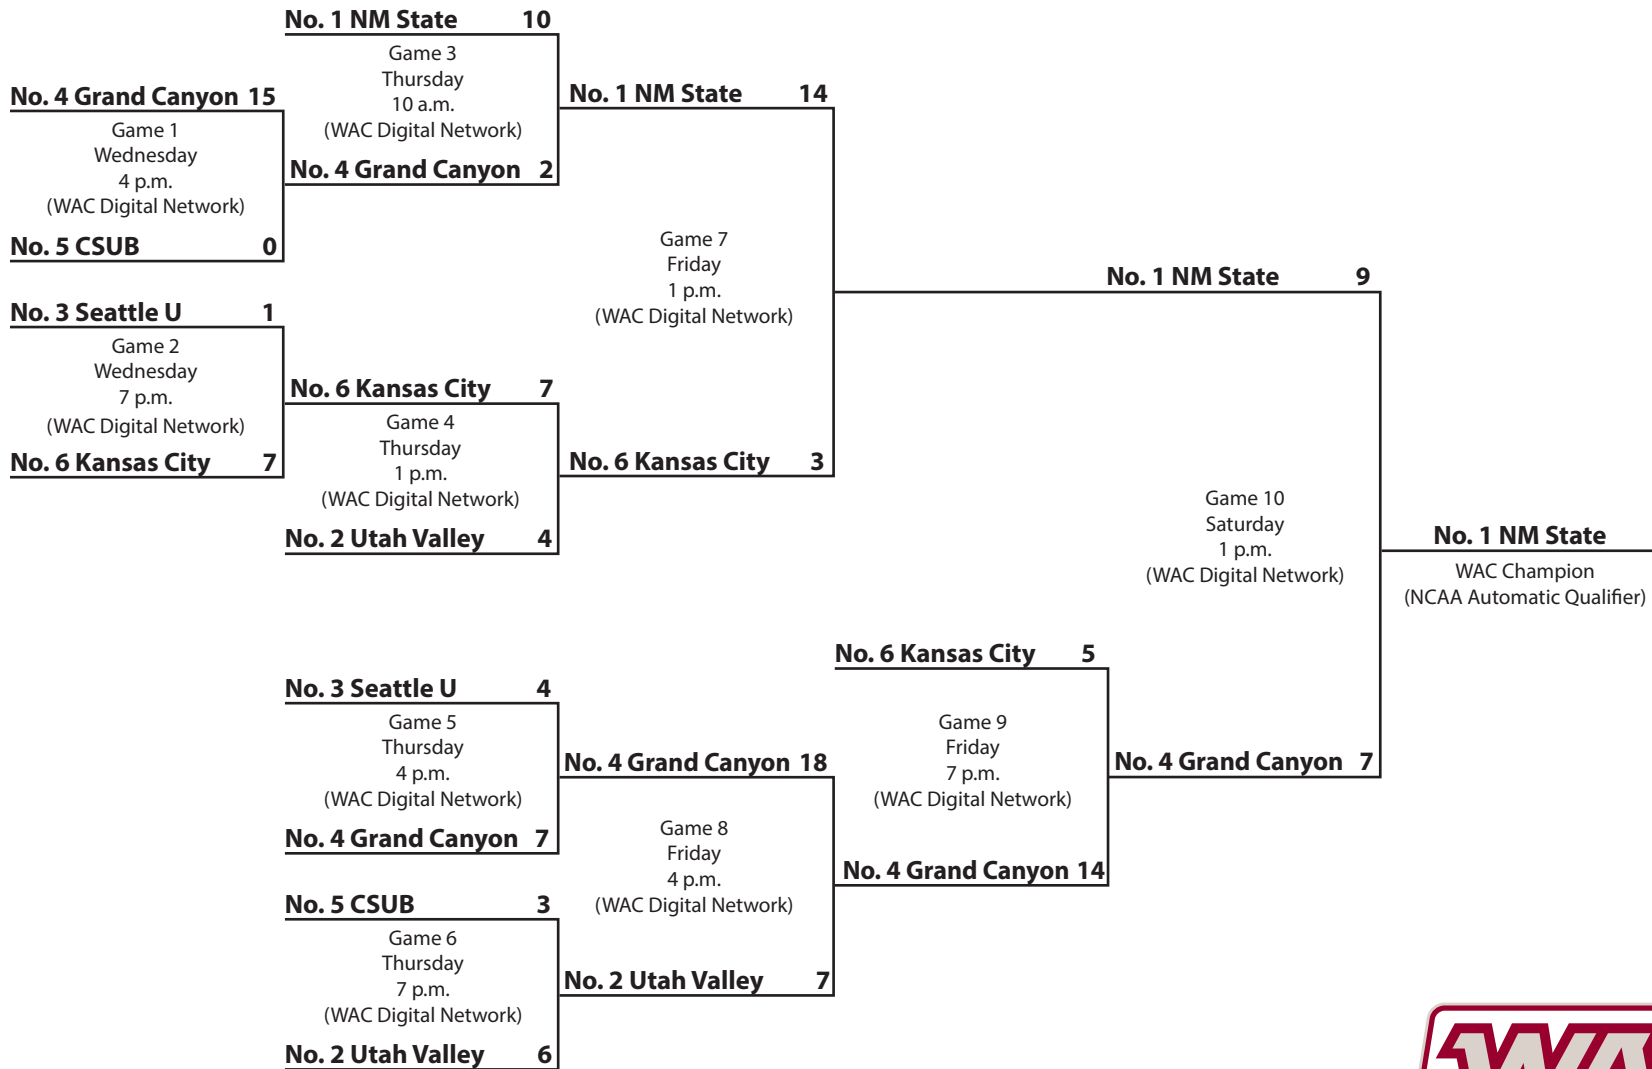 No. 1 NM State 10
Game 3
Thursday
10 a.m.
(WAC Digital Network)
No. 4 Grand Canyon 2
No. 4 Grand Canyon 15
Game 1
Wednesday
4 p.m.
(WAC Digital Network)
No. 5 CSUB 0
No. 3 Seattle U 1
Game 2
Wednesday
7 p.m.
(WAC Digital Network)
No. 6 Kansas City 7
No. 6 Kansas City 7
Game 4
Thursday
1 p.m.
(WAC Digital Network)
No. 2 Utah Valley 4
No. 1 NM State 14
Game 7
Friday
1 p.m.
(WAC Digital Network)
No. 6 Kansas City 3
No. 1 NM State 9
Game 10
Saturday
1 p.m.
(WAC Digital Network)
No. 4 Grand Canyon 7
No. 1 NM State
WAC Champion
(NCAA Automatic Qualifier)
No. 3 Seattle U 4
Game 5
Thursday
4 p.m.
(WAC Digital Network)
No. 4 Grand Canyon 7
No. 5 CSUB 3
Game 6
Thursday
7 p.m.
(WAC Digital Network)
No. 2 Utah Valley 6
No. 4 Grand Canyon 18
Game 8
Friday
4 p.m.
(WAC Digital Network)
No. 2 Utah Valley 7
No. 6 Kansas City 5
Game 9
Friday
7 p.m.
(WAC Digital Network)
No. 4 Grand Canyon 14